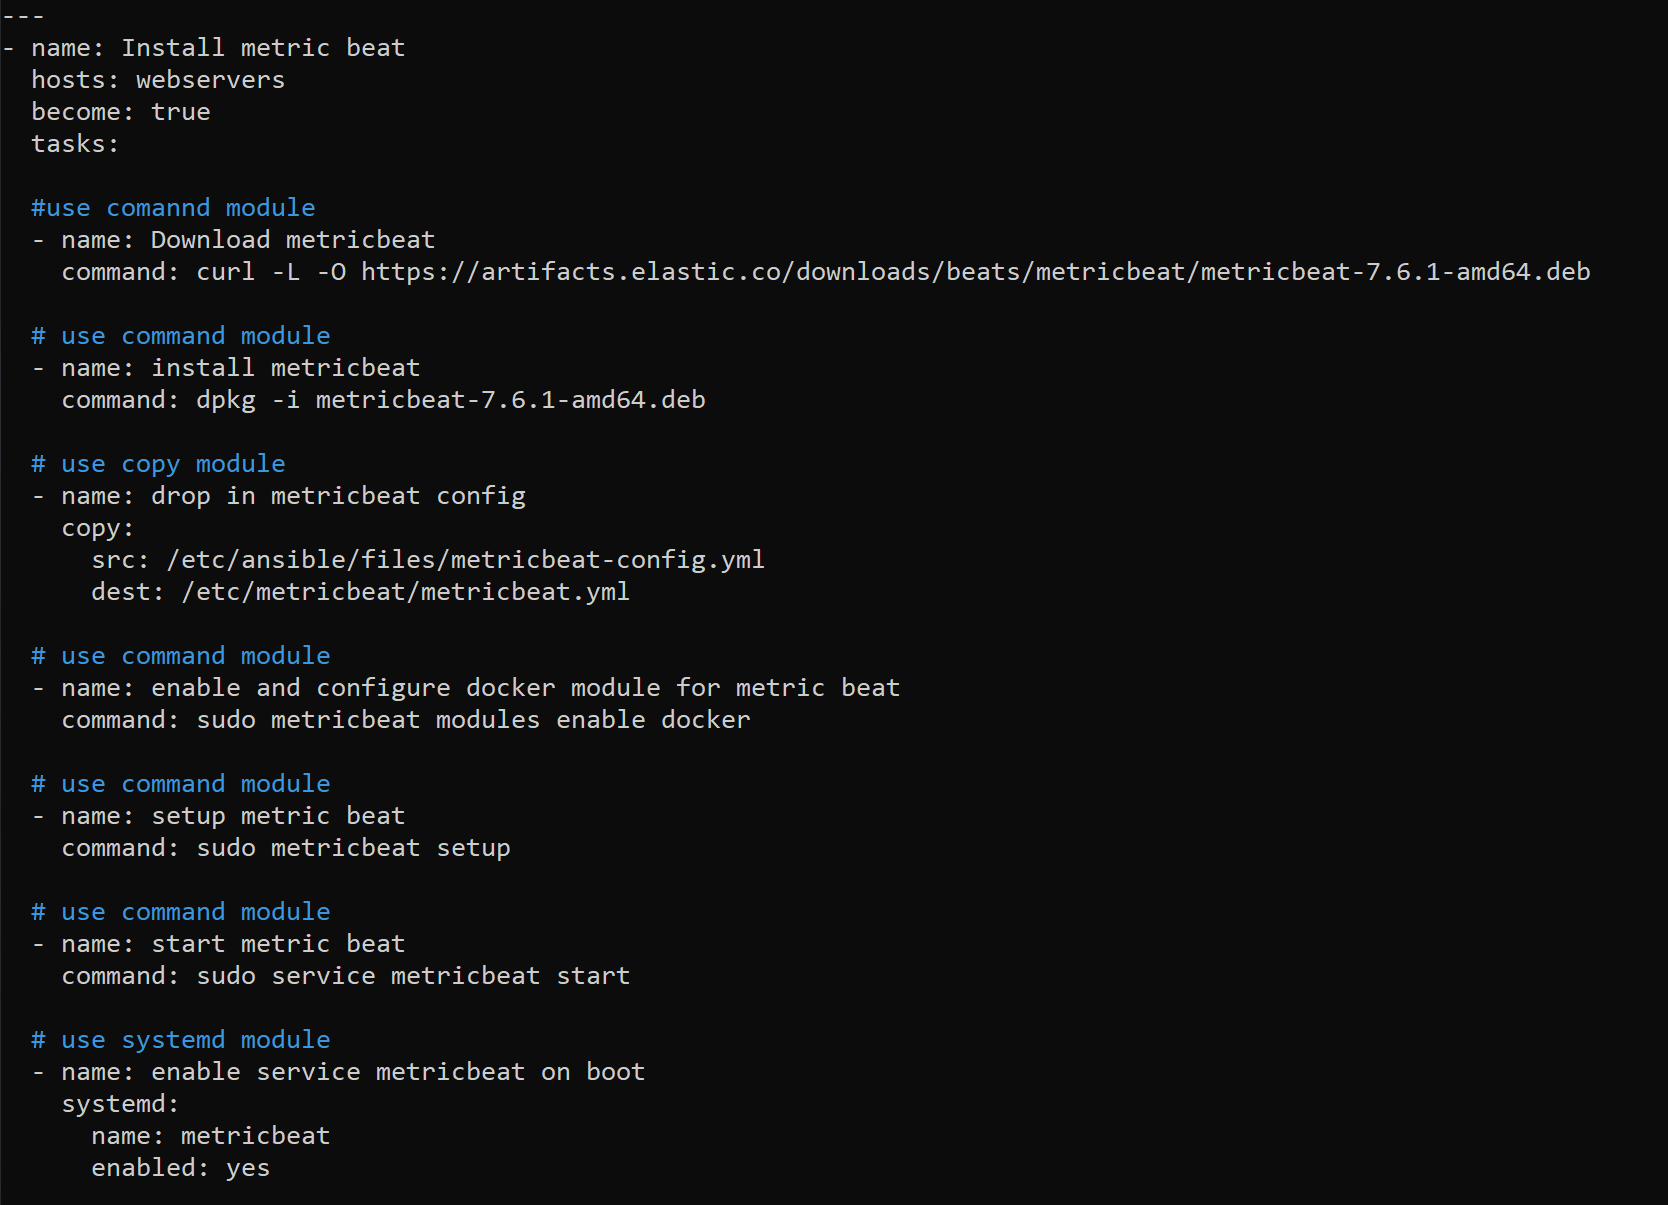 ---
- name: Install metric beat
  hosts: webservers
  become: true
  tasks:

  #use comannd module
  - name: Download metricbeat
    command: curl -L -O https://artifacts.elastic.co/downloads/beats/metricbeat/metricbeat-7.6.1-amd64.deb

  # use command module
  - name: install metricbeat
    command: dpkg -i metricbeat-7.6.1-amd64.deb

  # use copy module
  - name: drop in metricbeat config
    copy:
      src: /etc/ansible/files/metricbeat-config.yml
      dest: /etc/metricbeat/metricbeat.yml

  # use command module
  - name: enable and configure docker module for metric beat
    command: sudo metricbeat modules enable docker

  # use command module
  - name: setup metric beat
    command: sudo metricbeat setup

  # use command module
  - name: start metric beat
    command: sudo service metricbeat start

  # use systemd module
  - name: enable service metricbeat on boot
    systemd:
      name: metricbeat
      enabled: yes